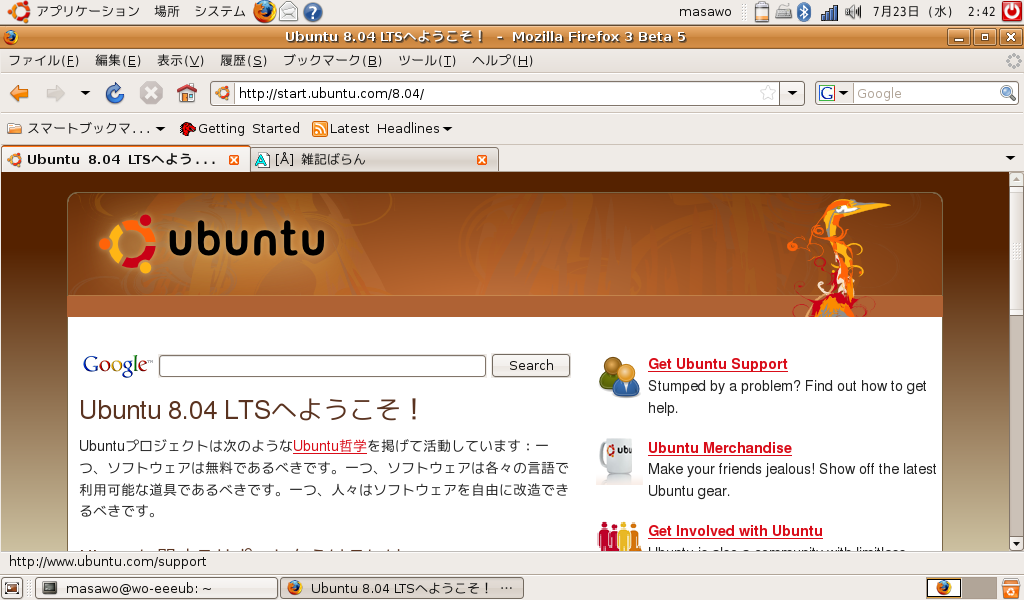 アプリケーション 場所 システム masawo 7月23日 (水) 2:42
Ubuntu 8.04 LTSへようこそ！ - Mozilla Firefox 3 Beta 5
ファイル(F) 編集(E) 表示(V) 履歴(S) ブックマーク(B) ツール(T) ヘルプ(H)
http://start.ubuntu.com/8.04/ G Google
スマートブックマ... Getting Started Latest Headlines
Ubuntu 8.04 LTSへよう... [Å] 雑記ばらん
ubuntu
Google™ Search
Ubuntu 8.04 LTSへようこそ！
Ubuntuプロジェクトは次のようなUbuntu哲学を掲げて活動しています：一
つ、ソフトウェアは無料であるべきです。一つ、ソフトウェアは各々の言語で
利用可能な道具であるべきです。一つ、人々はソフトウェアを自由に改造でき
るべきです。
Get Ubuntu Support
Stumped by a problem? Find out how to get
help.
ubu
Ubuntu Merchandise
Make your friends jealous! Show off the latest
Ubuntu gear.
Get Involved with Ubuntu
Ubuntu is also a community with limitless
http://www.ubuntu.com/support
masawo@wo-eeeub: ~ Ubuntu 8.04 LTSへようこそ！ ...